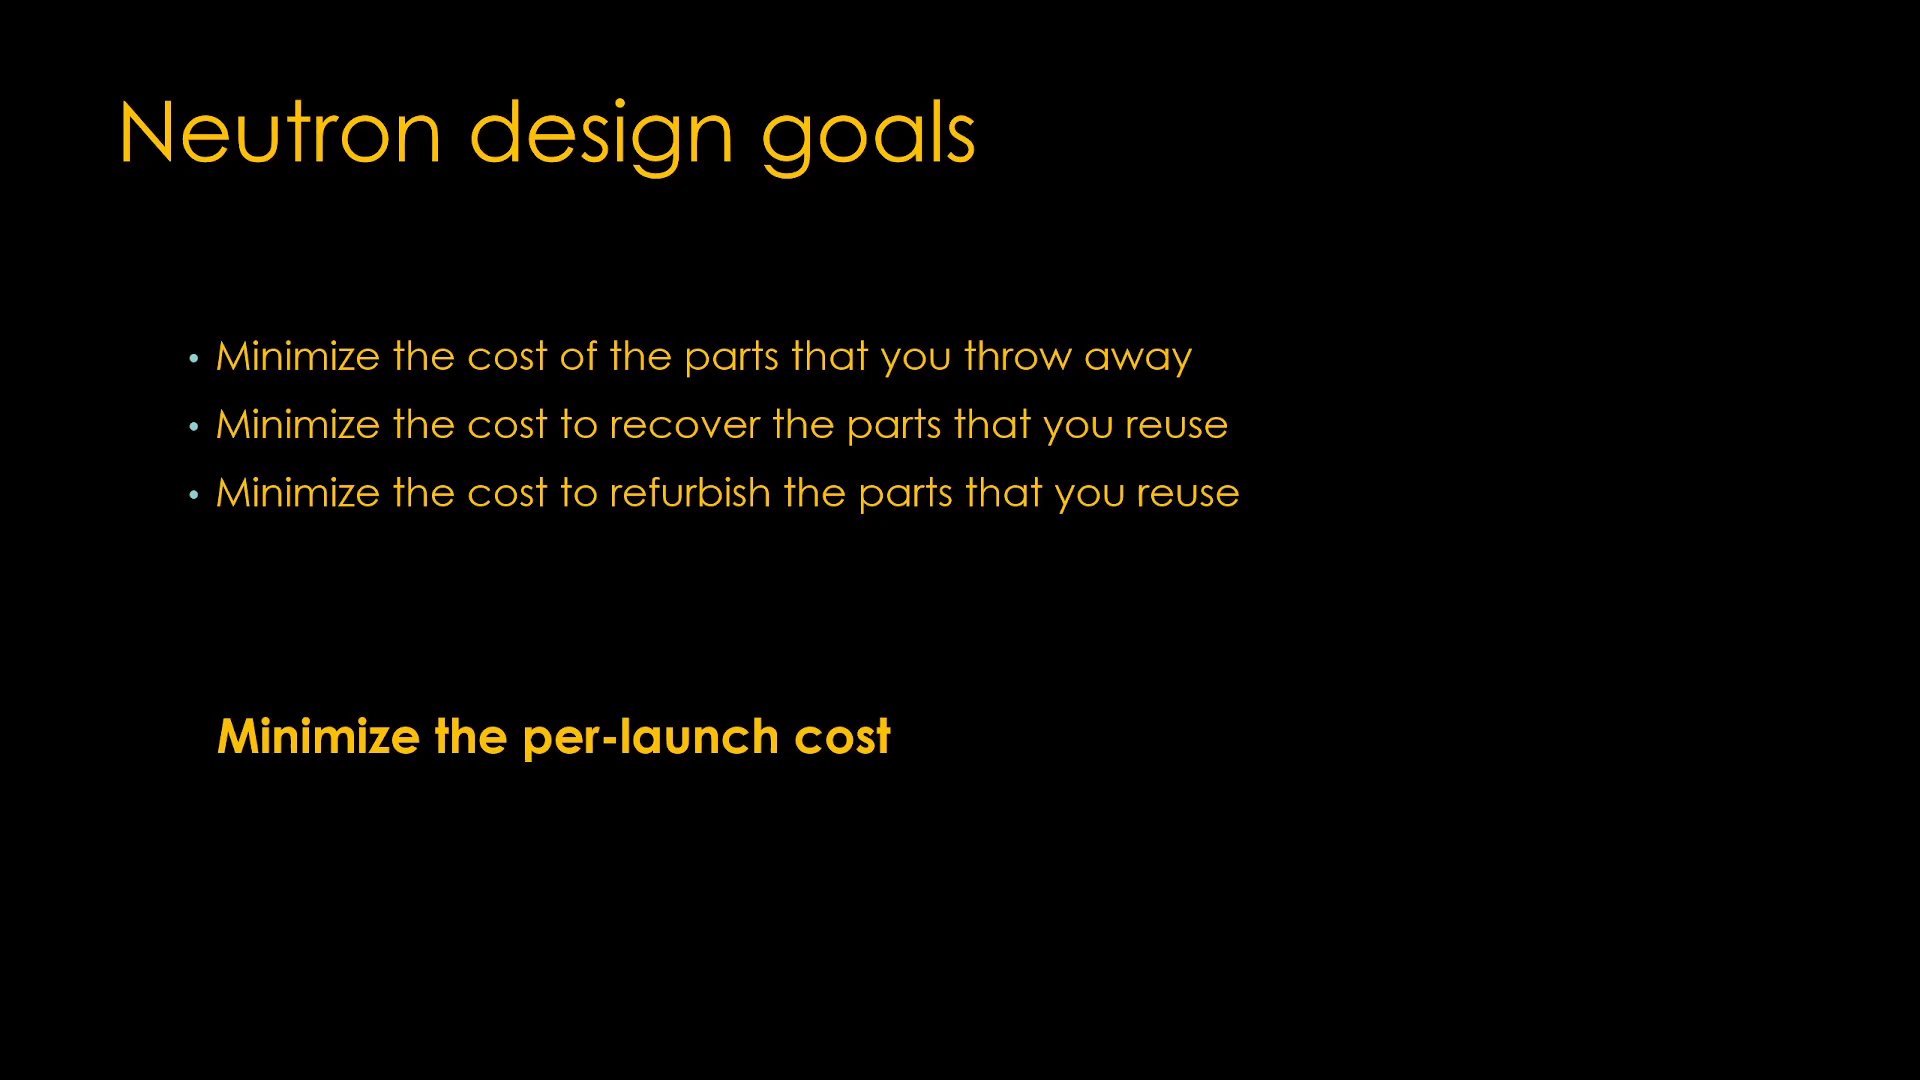 Neutron design goals
• Minimize the cost of the parts that you throw away
• Minimize the cost to recover the parts that you reuse
• Minimize the cost to refurbish the parts that you reuse
Minimize the per-launch cost